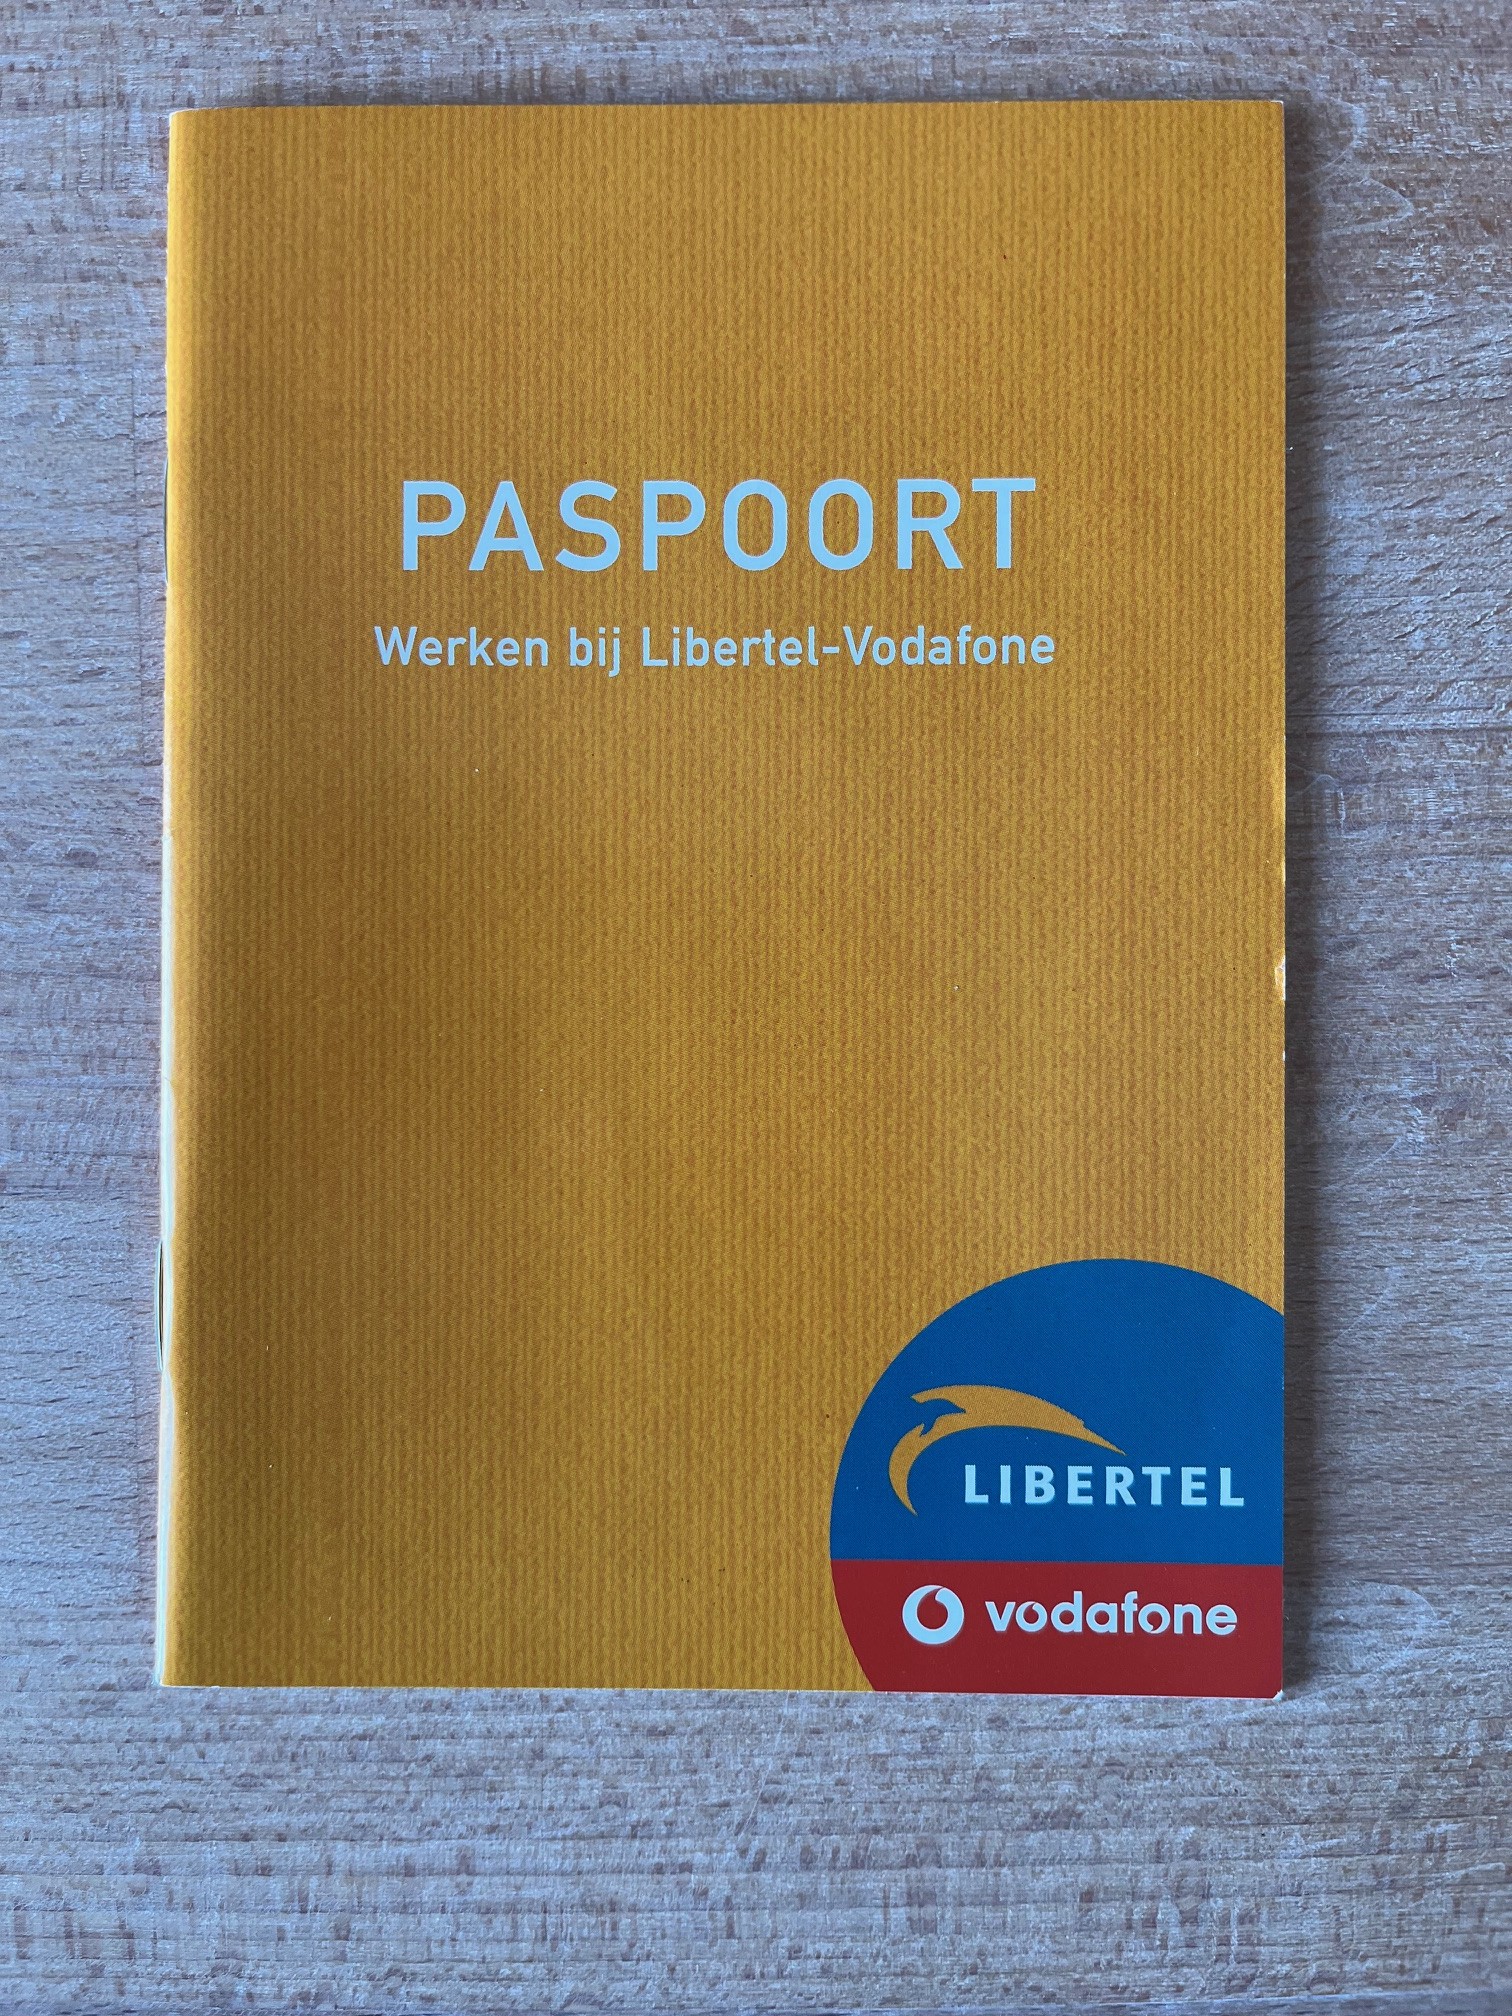 PASPOORT
Werken bij Libertel-Vodafone
LIBERTEL
vodafone